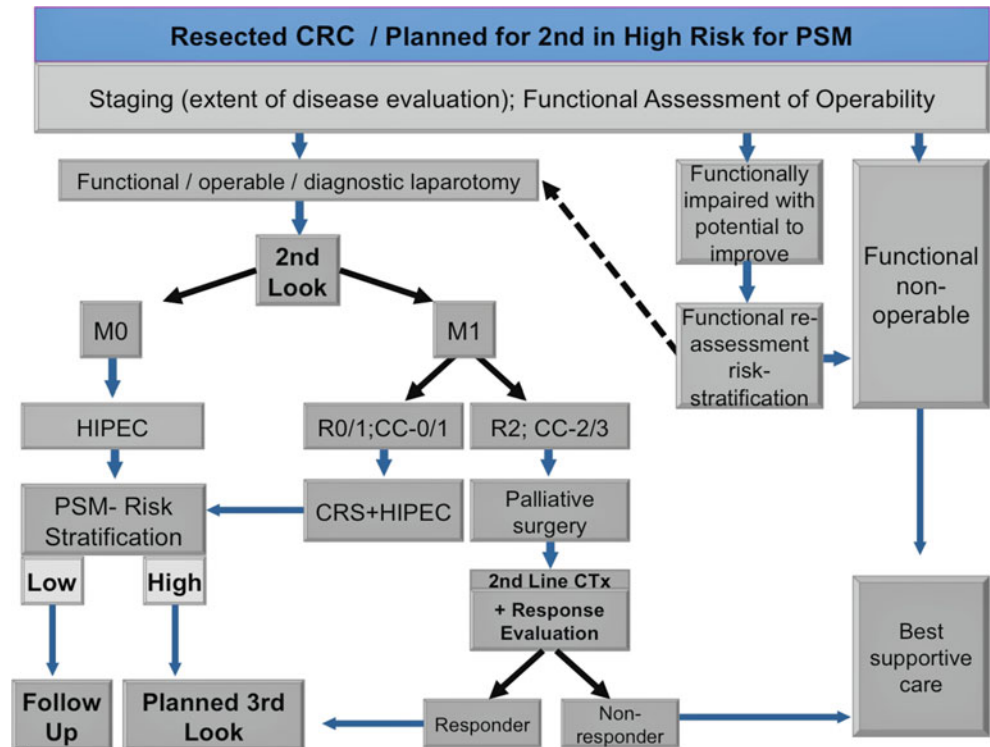 Resected CRC / Planned for 2nd in High Risk for PSM
Staging (extent of disease evaluation); Functional Assessment of Operability
Functional / operable / diagnostic laparotomy
Functionally
impaired with
potential to
improve
Functional
non-
operable
2nd
Look
M0
M1
Functional re-
assessment
risk-
stratification
HIPEC
R0/1;CC-0/1
R2; CC-2/3
PSM- Risk
Stratification
CRS+HIPEC
Palliative
surgery
Low
High
2nd Line CTx
+ Response
Evaluation
Best
supportive
care
Follow
Up
Planned 3rd
Look
Responder
Non-
responder